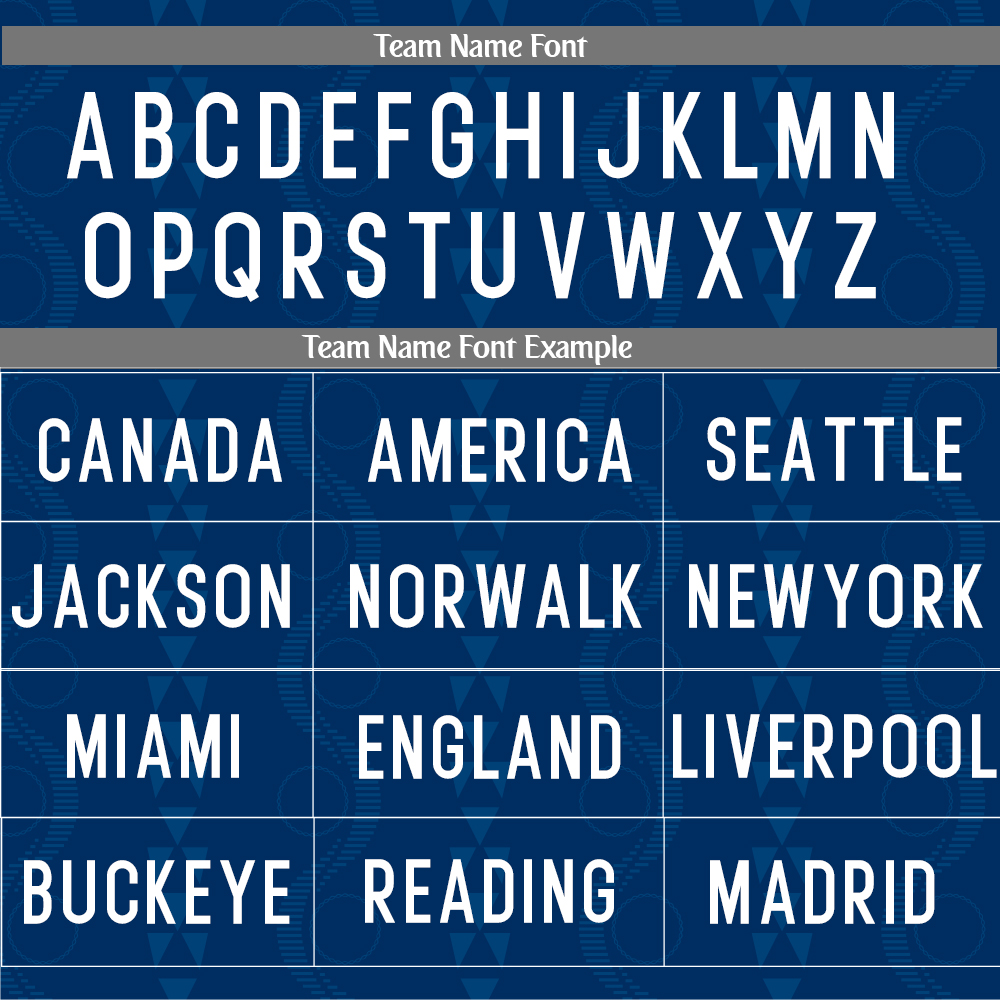 Team Name Font
ABCDEFGHIJKLMN
OPQRSTUVWXYZ
Team Name Font Example
CANADA AMERICA SEATTLE
JACKSON NORWALK NEWYORK
MIAMI ENGLAND LIVERPOOL
BUCKEYE READING MADRID